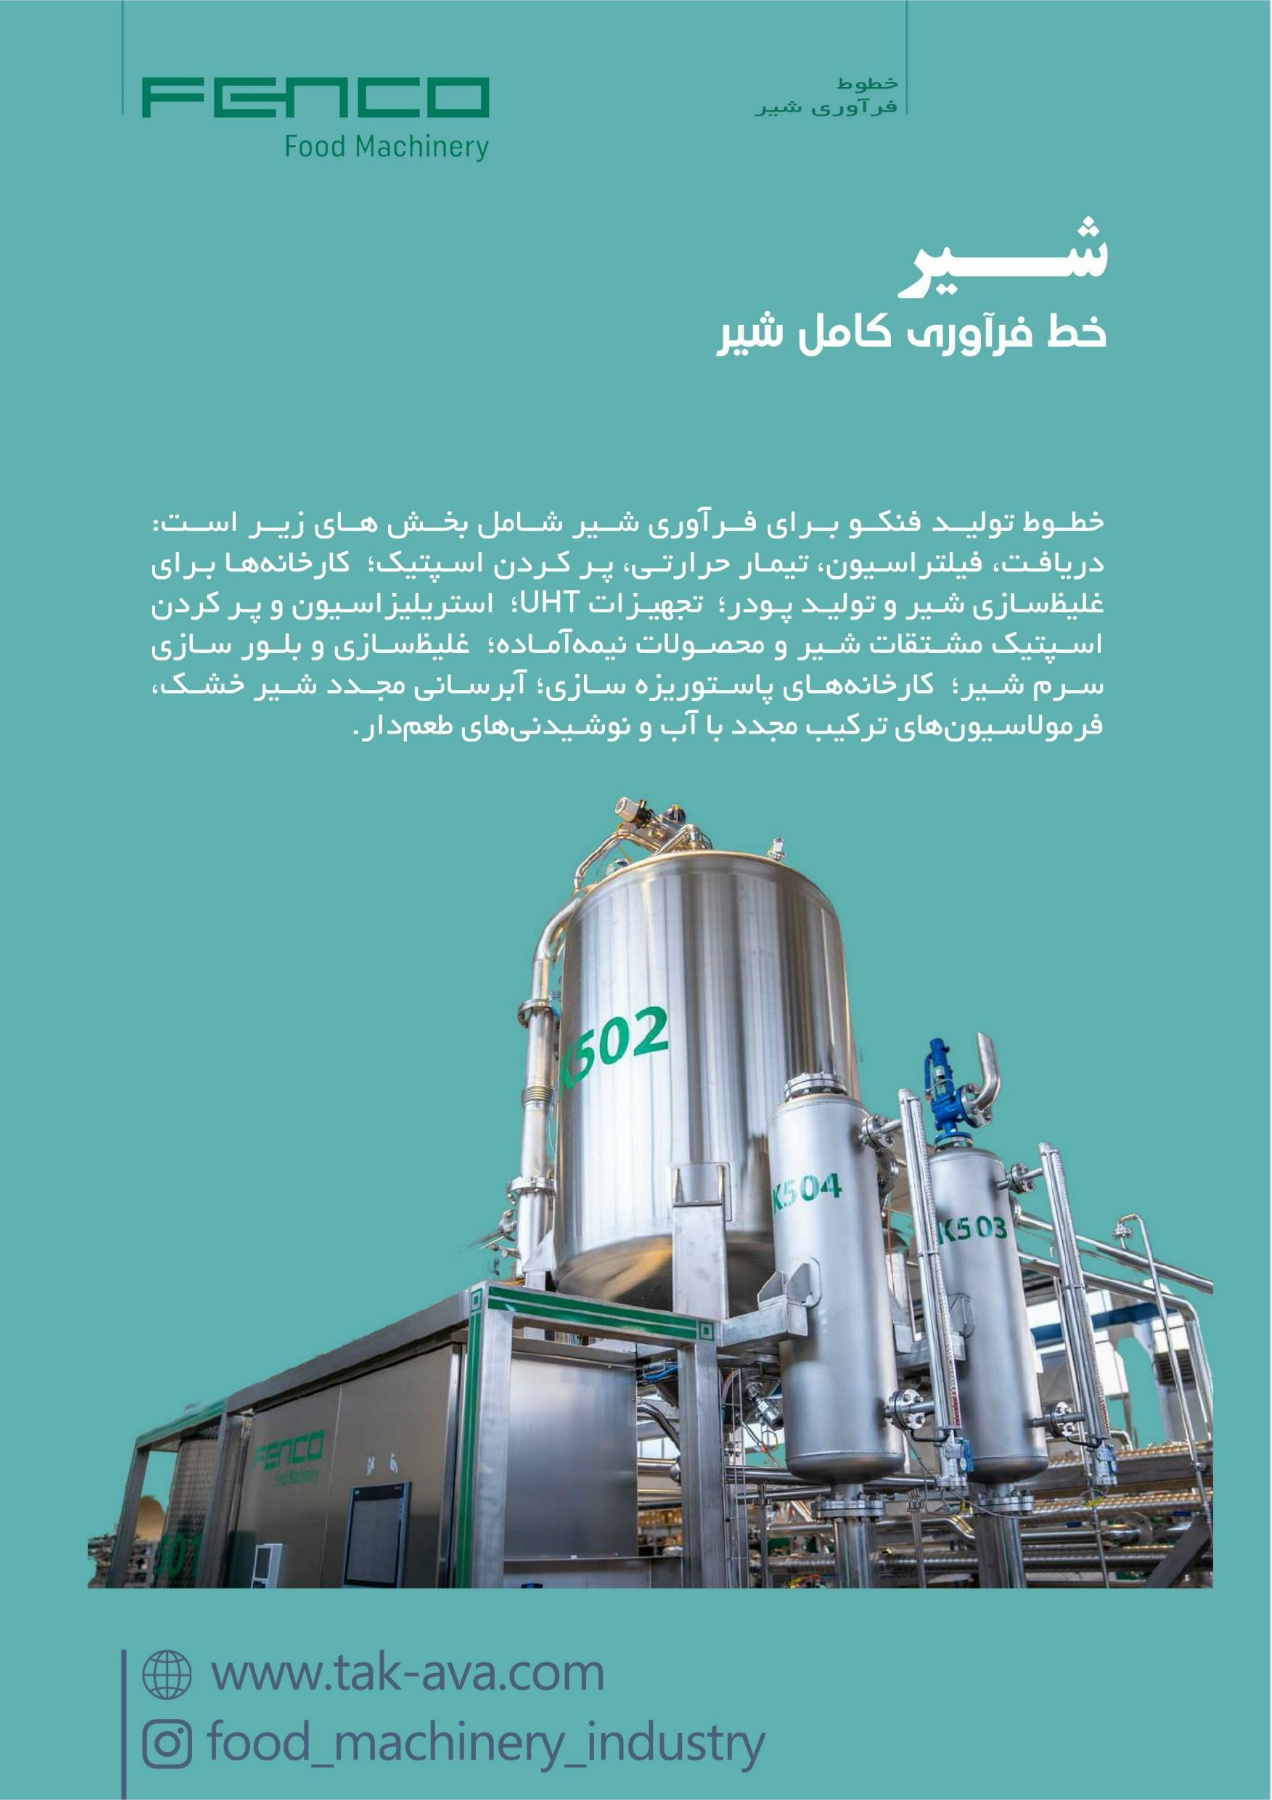 FENCO
Food Machinery
خطوط
فرآوری شیر
شیر
خط فرآوری کامل شیر
خطوط تولید فنکو برای فرآوری شیر شامل بخش های زیر است:
دریافت، فیلتراسیون، تیمار حرارتی، پر کردن اسپتیک؛ کارخانه‌ها برای
غلیظ‌سازی شیر و تولید پودر؛ تجهیزات UHT؛ استریلیزاسیون و پر کردن
اسپتیک مشتقات شیر و محصولات نیمه‌آماده؛ غلیظ‌سازی و بلور سازی
سرم شیر؛ کارخانه‌های پاستوریزه سازی؛ آبرسانی مجدد شیر خشک،
فرمولاسیون‌های ترکیب مجدد با آب و نوشیدنی‌های طعم‌دار.
K502
K504
K503
FENCO
Food Machinery
www.tak-ava.com
food_machinery_industry